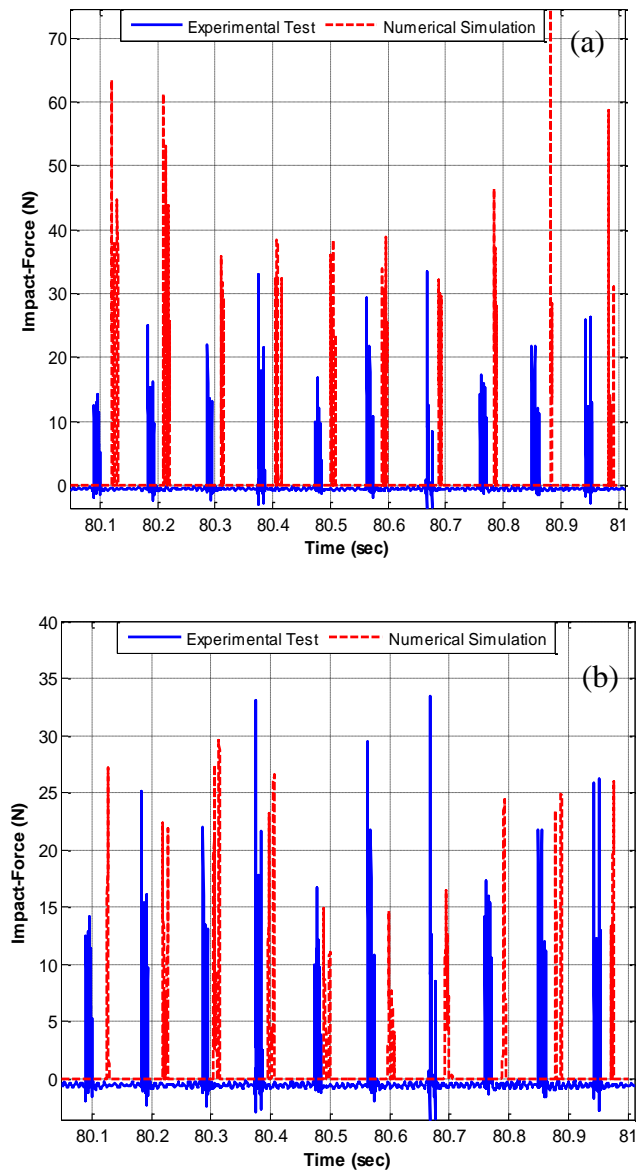 Experimental Test Numerical Simulation
(a)
70
60
50
40
30
20
10
0
Impact-Force (N)
80.1 80.2 80.3 80.4 80.5 80.6 80.7 80.8 80.9 81
Time (sec)
Experimental Test Numerical Simulation
(b)
40
35
30
25
20
15
10
5
0
Impact-Force (N)
80.1 80.2 80.3 80.4 80.5 80.6 80.7 80.8 80.9 81
Time (sec)